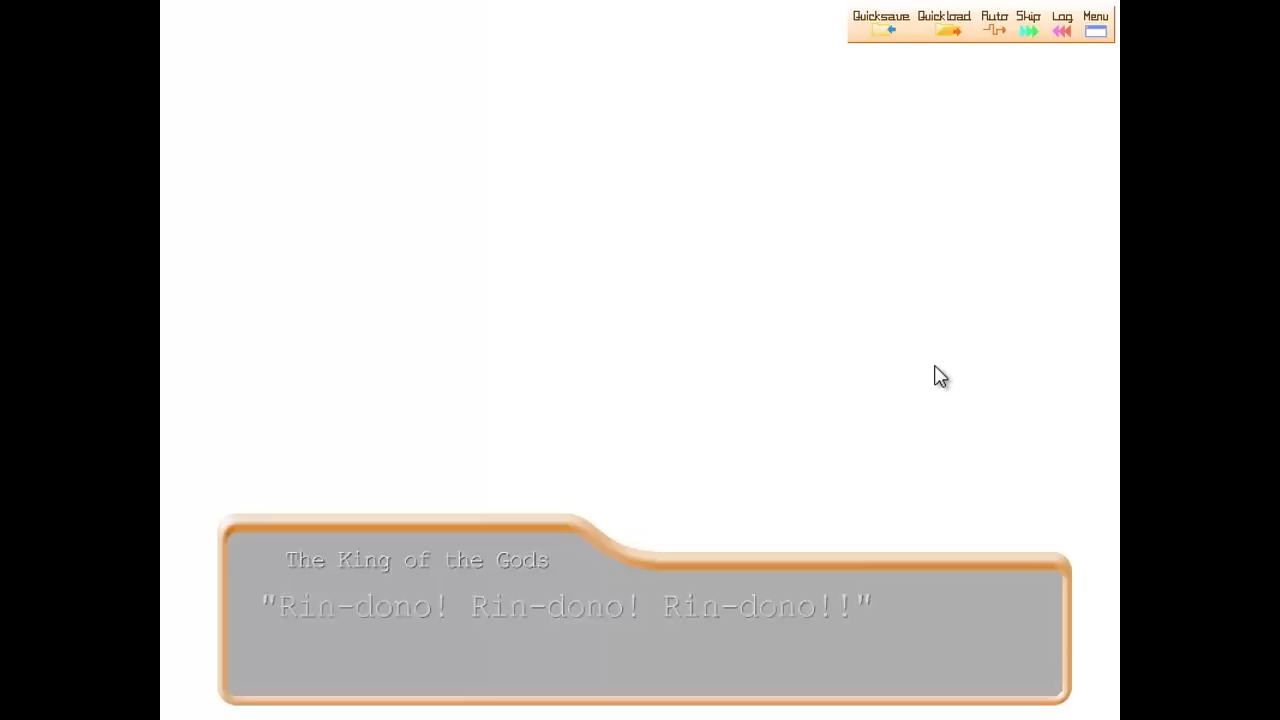 Quicksave Quickload Auto Skip Log Menu
The King of the Gods
"Rin-dono! Rin-dono! Rin-dono!!"